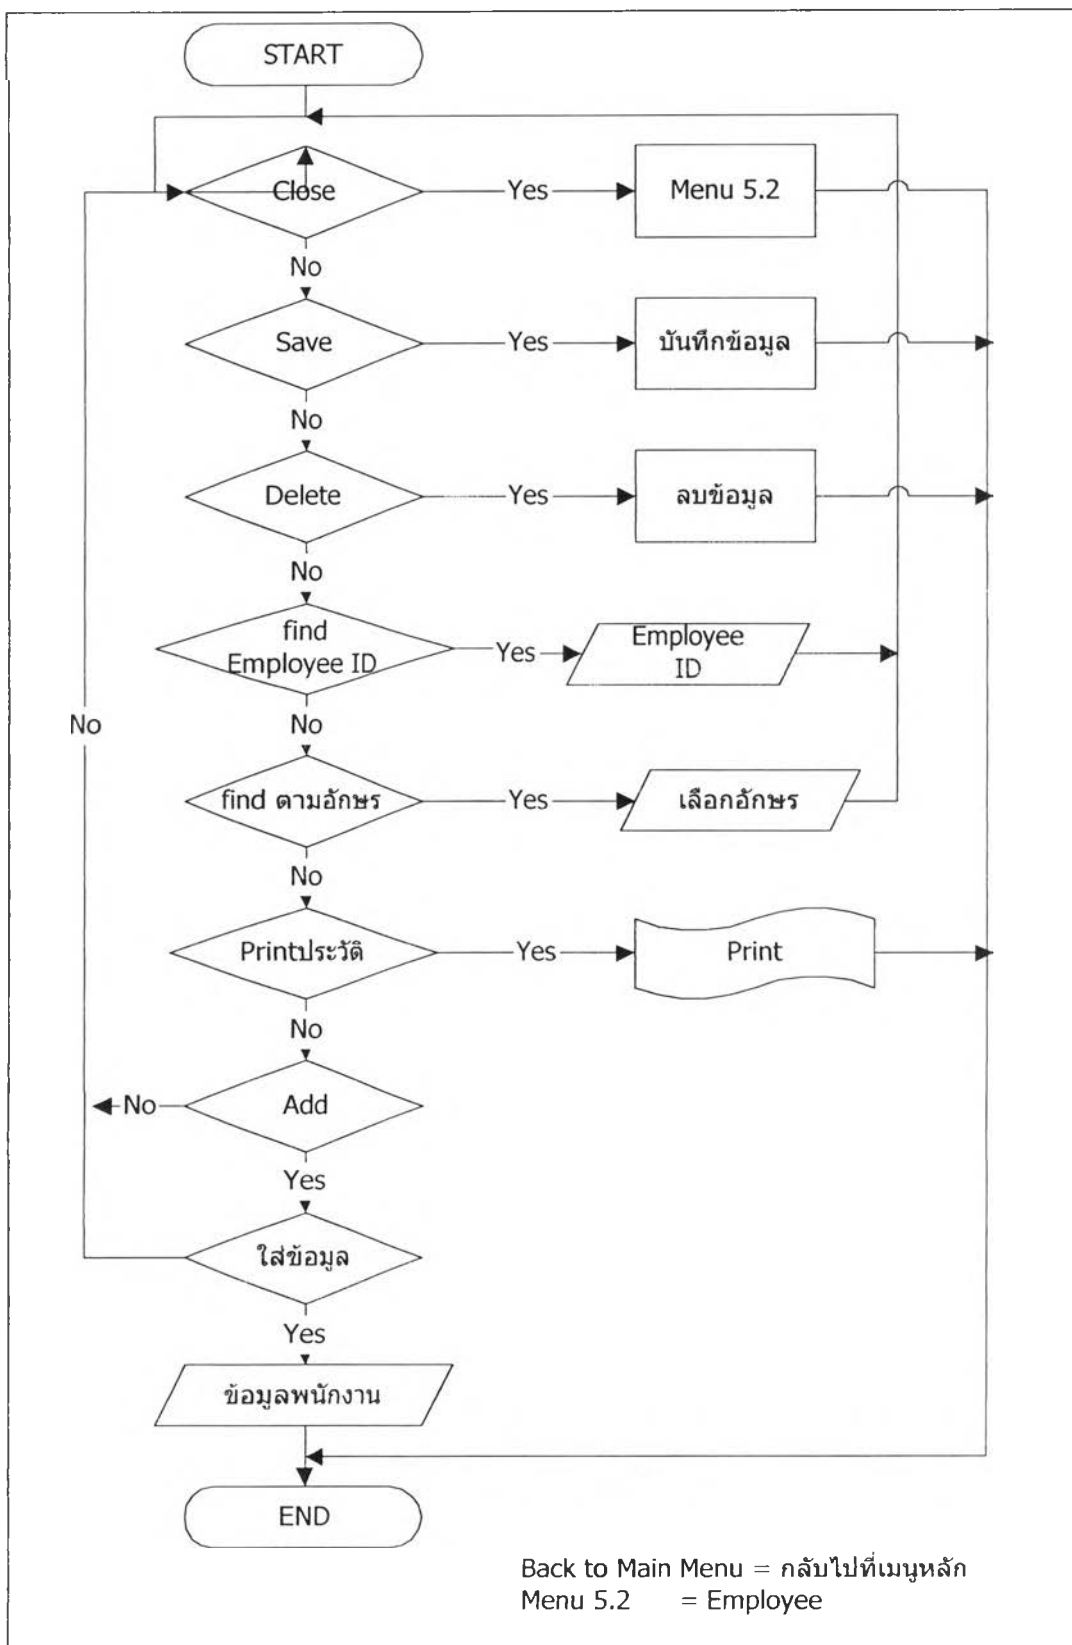 START
Close
Yes
Menu 5.2
No
Save
Yes
บันทึกข้อมูล
No
Delete
Yes
ลบข้อมูล
No
find
Employee ID
Yes
Employee
ID
No
No
find ตามอักษร
Yes
เลือกอักษร
No
Printประวัติ
Yes
Print
No
No
Add
Yes
ใส่ข้อมูล
Yes
ข้อมูลพนักงาน
END
Back to Main Menu = กลับไปที่เมนูหลัก
Menu 5.2 = Employee